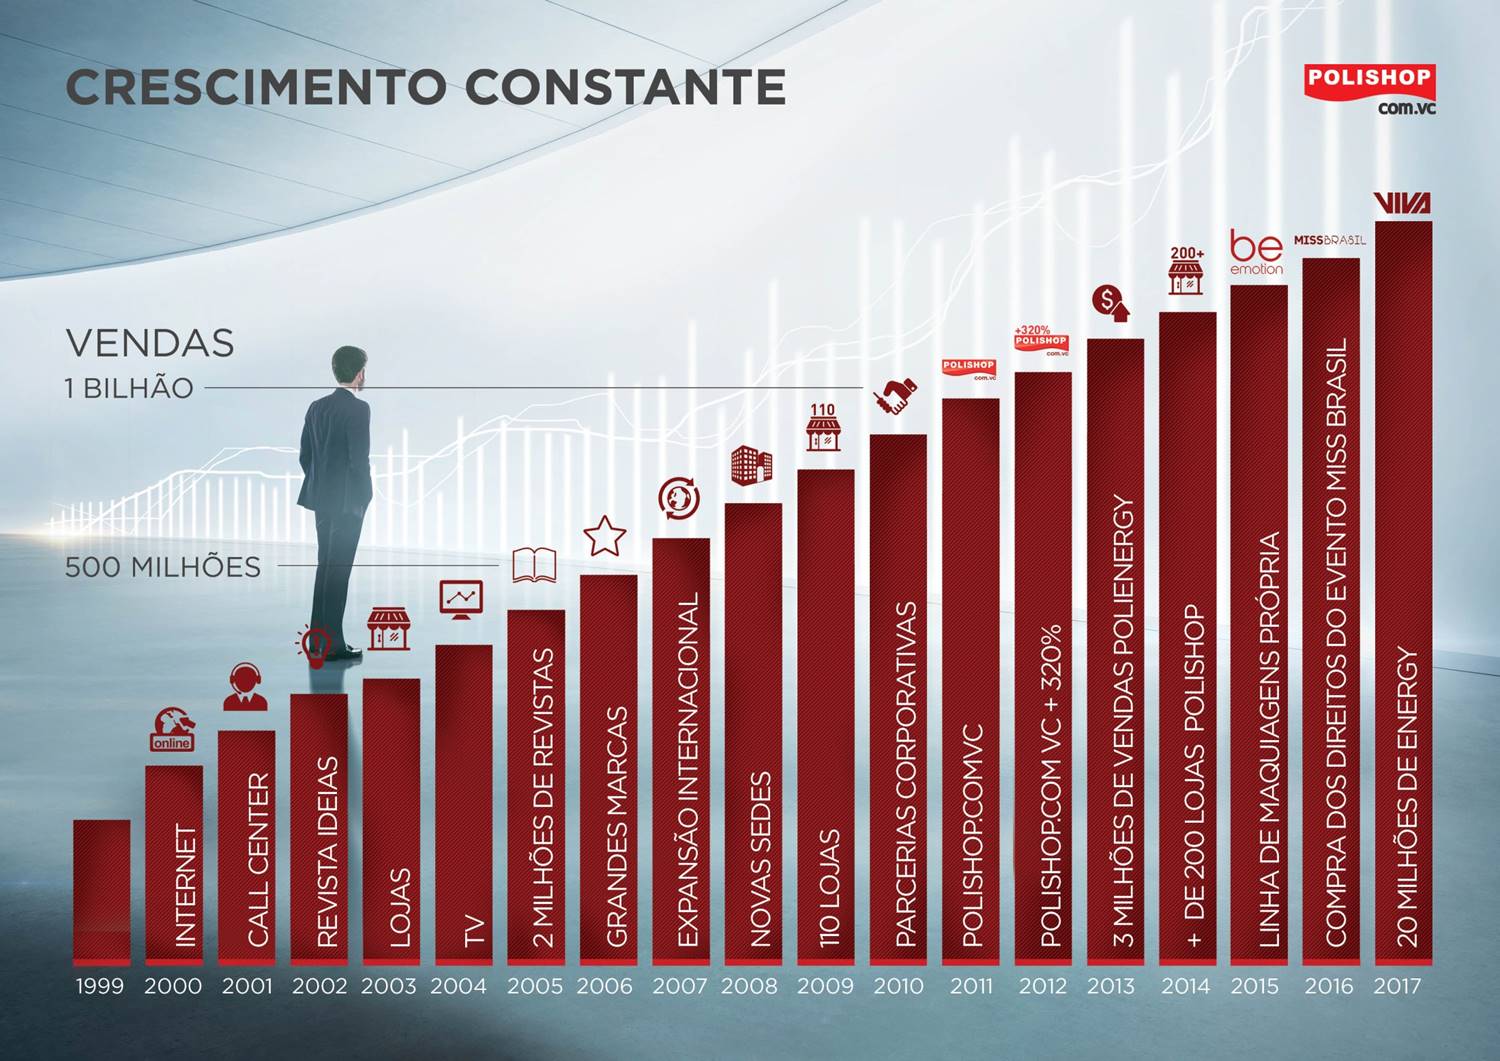 CRESCIMENTO CONSTANTE
POLISHOP
com.vc
VENDAS
1 BILHÃO
500 MILHÕES
online
110
POLISHOP
com.vc
+320%
POLISHOP
com.vc
$
200+
be
emotion
MISSBRASIL
VIVA
INTERNET
CALL CENTER
REVISTA IDEIAS
LOJAS
TV
2 MILHÕES DE REVISTAS
GRANDES MARCAS
EXPANSÃO INTERNACIONAL
NOVAS SEDES
110 LOJAS
PARCERIAS CORPORATIVAS
POLISHOP.COMVC
POLISHOP.COM VC + 320%
3 MILHÕES DE VENDAS POLIENERGY
+ DE 200 LOJAS POLISHOP
LINHA DE MAQUIAGENS PRÓPRIA
COMPRA DOS DIREITOS DO EVENTO MISS BRASIL
20 MILHÕES DE ENERGY
1999 2000 2001 2002 2003 2004 2005 2006 2007 2008 2009 2010 2011 2012 2013 2014 2015 2016 2017